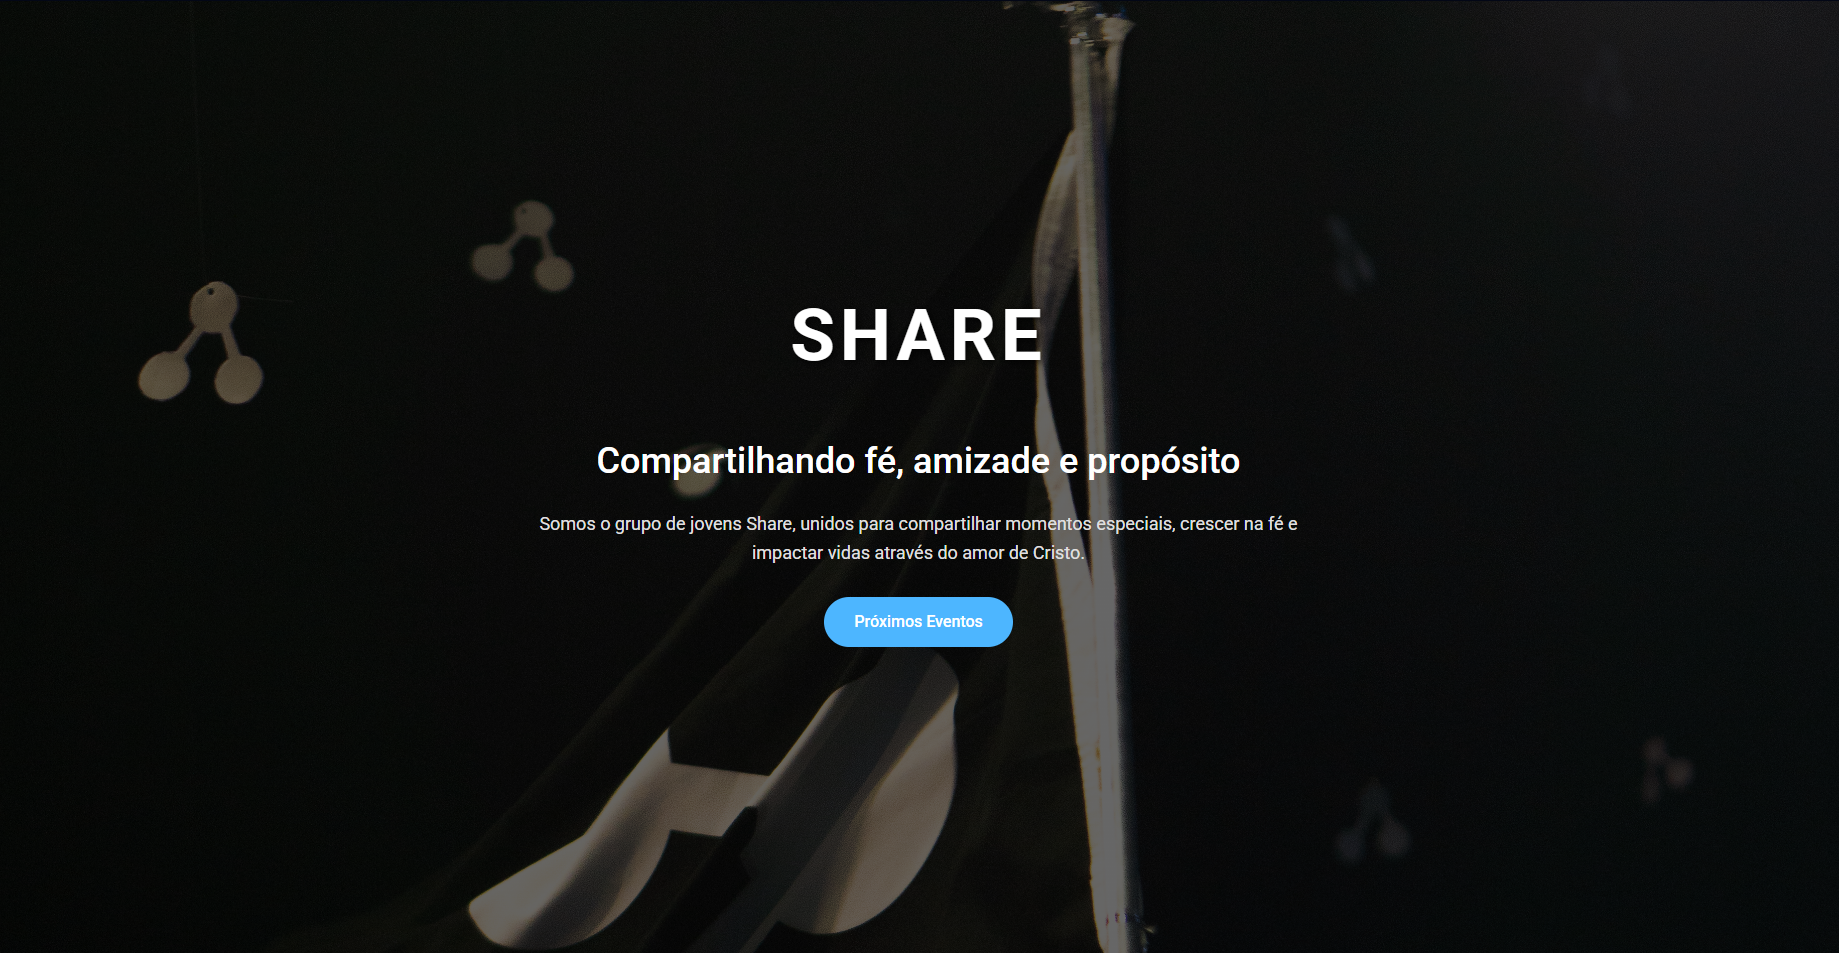 SHARE
Compartilhando fé, amizade e propósito
Somos o grupo de jovens Share, unidos para compartilhar momentos especiais, crescer na fé e
impactar vidas através do amor de Cristo.
Próximos Eventos